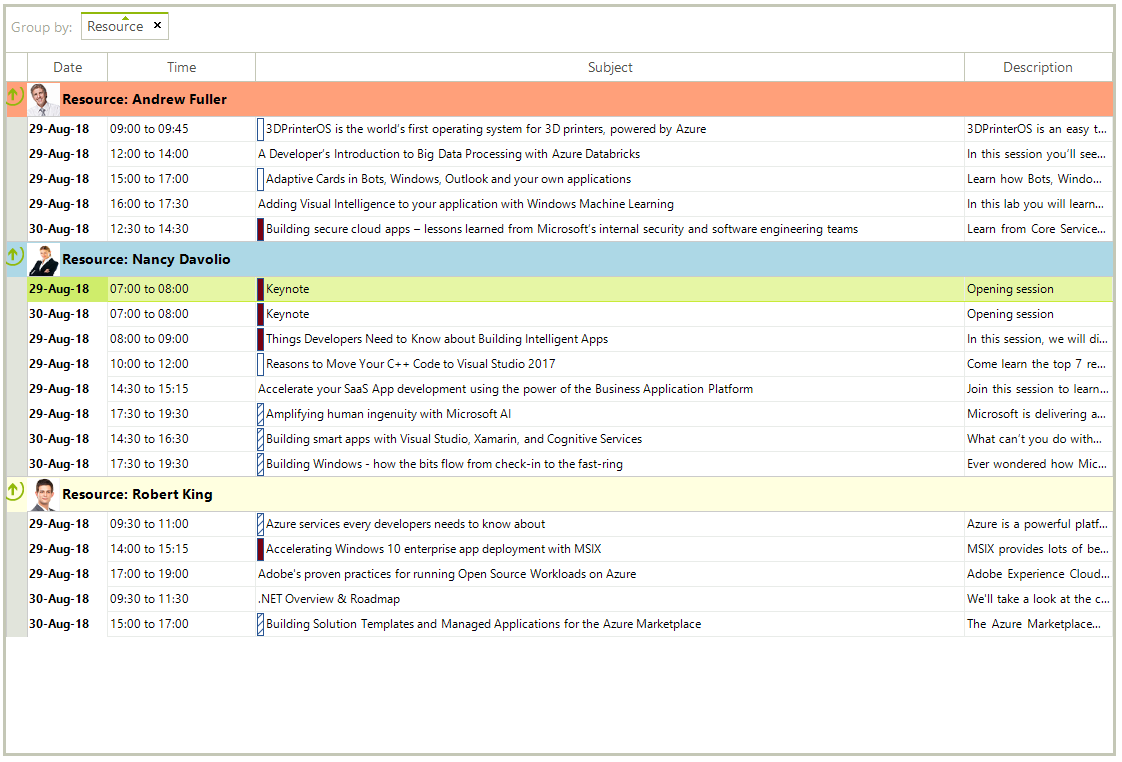 Group by: Resource ×
Date Time Subject Description
Resource: Andrew Fuller
29-Aug-18 09:00 to 09:45 3DPrinterOS is the world's first operating system for 3D printers, powered by Azure 3DPrinterOS is an easy t...
29-Aug-18 12:00 to 14:00 A Developer's Introduction to Big Data Processing with Azure Databricks In this session you'll see...
29-Aug-18 15:00 to 17:00 Adaptive Cards in Bots, Windows, Outlook and your own applications Learn how Bots, Windo...
29-Aug-18 16:00 to 17:30 Adding Visual Intelligence to your application with Windows Machine Learning In this lab you will learn...
30-Aug-18 12:30 to 14:30 Building secure cloud apps – lessons learned from Microsoft's internal security and software engineering teams Learn from Core Service...
Resource: Nancy Davolio
29-Aug-18 07:00 to 08:00 Keynote Opening session
30-Aug-18 07:00 to 08:00 Keynote Opening session
29-Aug-18 08:00 to 09:00 Things Developers Need to Know about Building Intelligent Apps In this session, we will di...
29-Aug-18 10:00 to 12:00 Reasons to Move Your C++ Code to Visual Studio 2017 Come learn the top 7 re...
29-Aug-18 14:30 to 15:15 Accelerate your SaaS App development using the power of the Business Application Platform Join this session to learn...
29-Aug-18 17:30 to 19:30 Amplifying human ingenuity with Microsoft AI Microsoft is delivering a...
30-Aug-18 14:30 to 16:30 Building smart apps with Visual Studio, Xamarin, and Cognitive Services What can't you do with...
30-Aug-18 17:30 to 19:30 Building Windows - how the bits flow from check-in to the fast-ring Ever wondered how Mic...
Resource: Robert King
29-Aug-18 09:30 to 11:00 Azure services every developers needs to know about Azure is a powerful platf...
29-Aug-18 14:00 to 15:15 Accelerating Windows 10 enterprise app deployment with MSIX MSIX provides lots of be...
29-Aug-18 17:00 to 19:00 Adobe's proven practices for running Open Source Workloads on Azure Adobe Experience Cloud...
30-Aug-18 09:30 to 11:30 .NET Overview & Roadmap We'll take a look at the c...
30-Aug-18 15:00 to 17:00 Building Solution Templates and Managed Applications for the Azure Marketplace The Azure Marketplace...